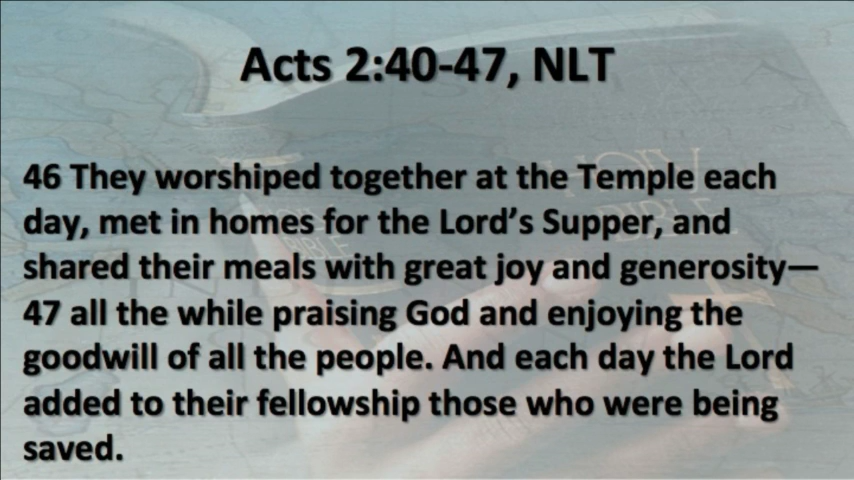 Acts 2:40-47, NLT
46 They worshiped together at the Temple each
day, met in homes for the Lord’s Supper, and
shared their meals with great joy and generosity—
47 all the while praising God and enjoying the
goodwill of all the people. And each day the Lord
added to their fellowship those who were being
saved.
HOLY
BIBLE
BIBLE